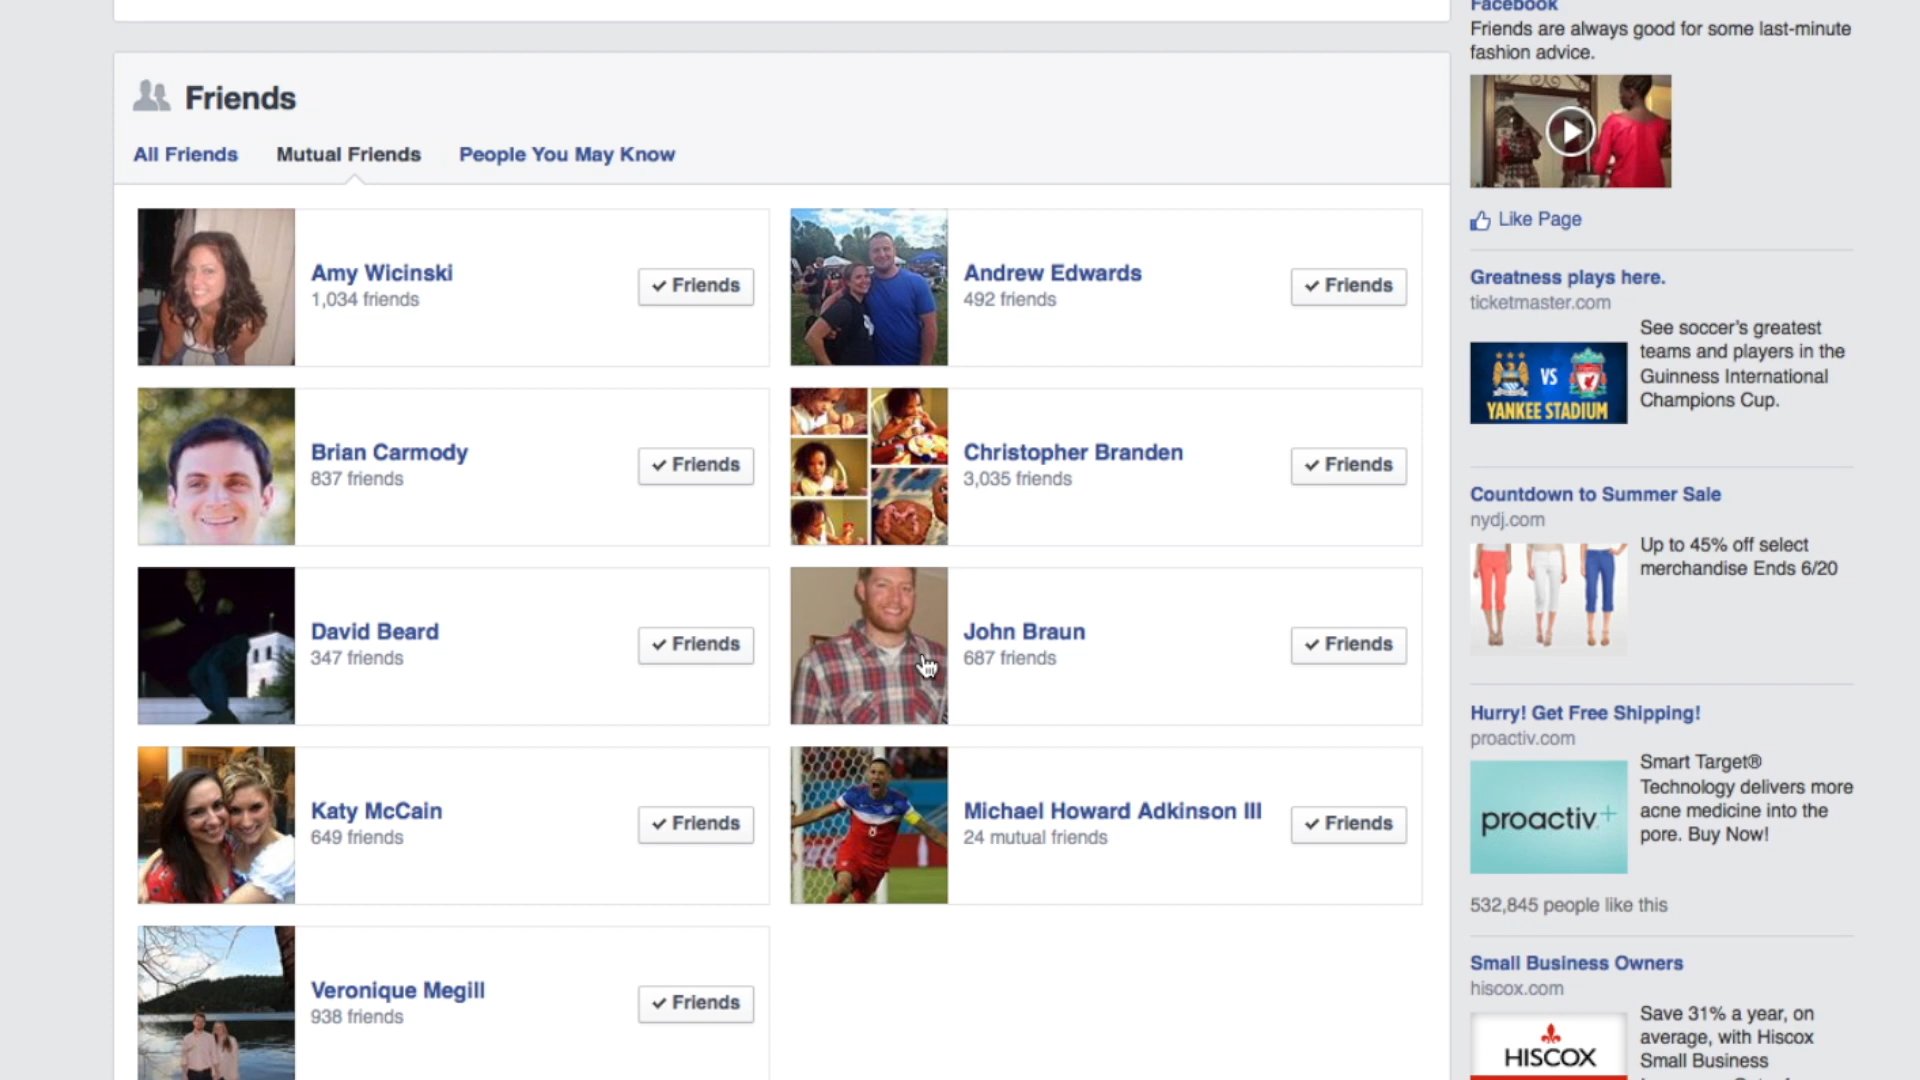 Friends
All Friends
Mutual Friends
People You May Know
Amy Wicinski
1,034 friends
Friends
Andrew Edwards
492 friends
Friends
Brian Carmody
837 friends
Friends
Christopher Branden
3,035 friends
Friends
David Beard
347 friends
Friends
John Braun
687 friends
Friends
Katy McCain
649 friends
Friends
Michael Howard Adkinson III
24 mutual friends
Friends
Veronique Megill
938 friends
Friends
Facebook
Friends are always good for some last-minute
fashion advice.
Like Page
Greatness plays here.
ticketmaster.com
VS
YANKEE STADIUM
See soccer's greatest
teams and players in the
Guinness International
Champions Cup.
Countdown to Summer Sale
nydj.com
Up to 45% off select
merchandise Ends 6/20
Hurry! Get Free Shipping!
proactiv.com
proactiv+
Smart Target®
Technology delivers more
acne medicine into the
pore. Buy Now!
532,845 people like this
Small Business Owners
hiscox.com
HISCOX
Save 31% a year, on
average, with Hiscox
Small Business